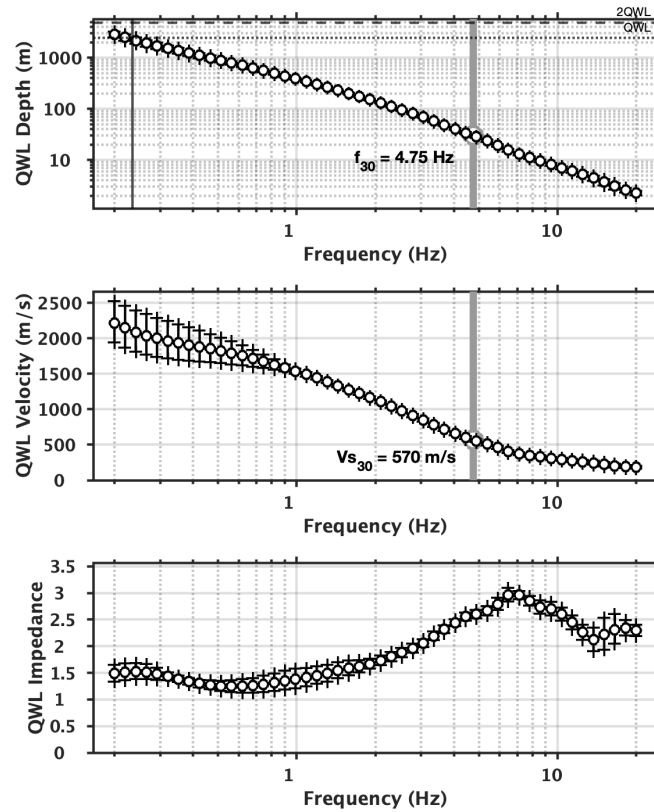 2QWL
QWL
1000
100
10
QWL Depth (m)
f30 = 4.75 Hz
1
10
Frequency (Hz)
2500
2000
1500
1000
500
0
QWL Velocity (m/s)
Vs30 = 570 m/s
1
10
Frequency (Hz)
3.5
3
2.5
2
1.5
1
0.5
0
QWL Impedance
1
10
Frequency (Hz)